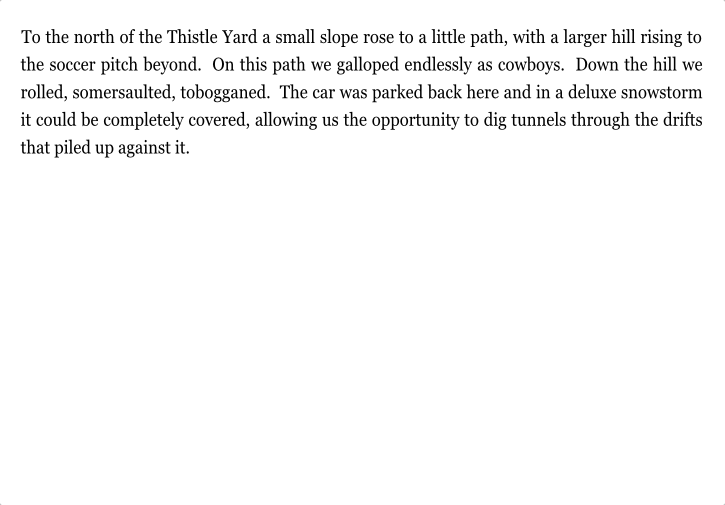 To the north of the Thistle Yard a small slope rose to a little path, with a larger hill rising to
the soccer pitch beyond.  On this path we galloped endlessly as cowboys.  Down the hill we
rolled, somersaulted, tobogganed.  The car was parked back here and in a deluxe snowstorm
it could be completely covered, allowing us the opportunity to dig tunnels through the drifts
that piled up against it.